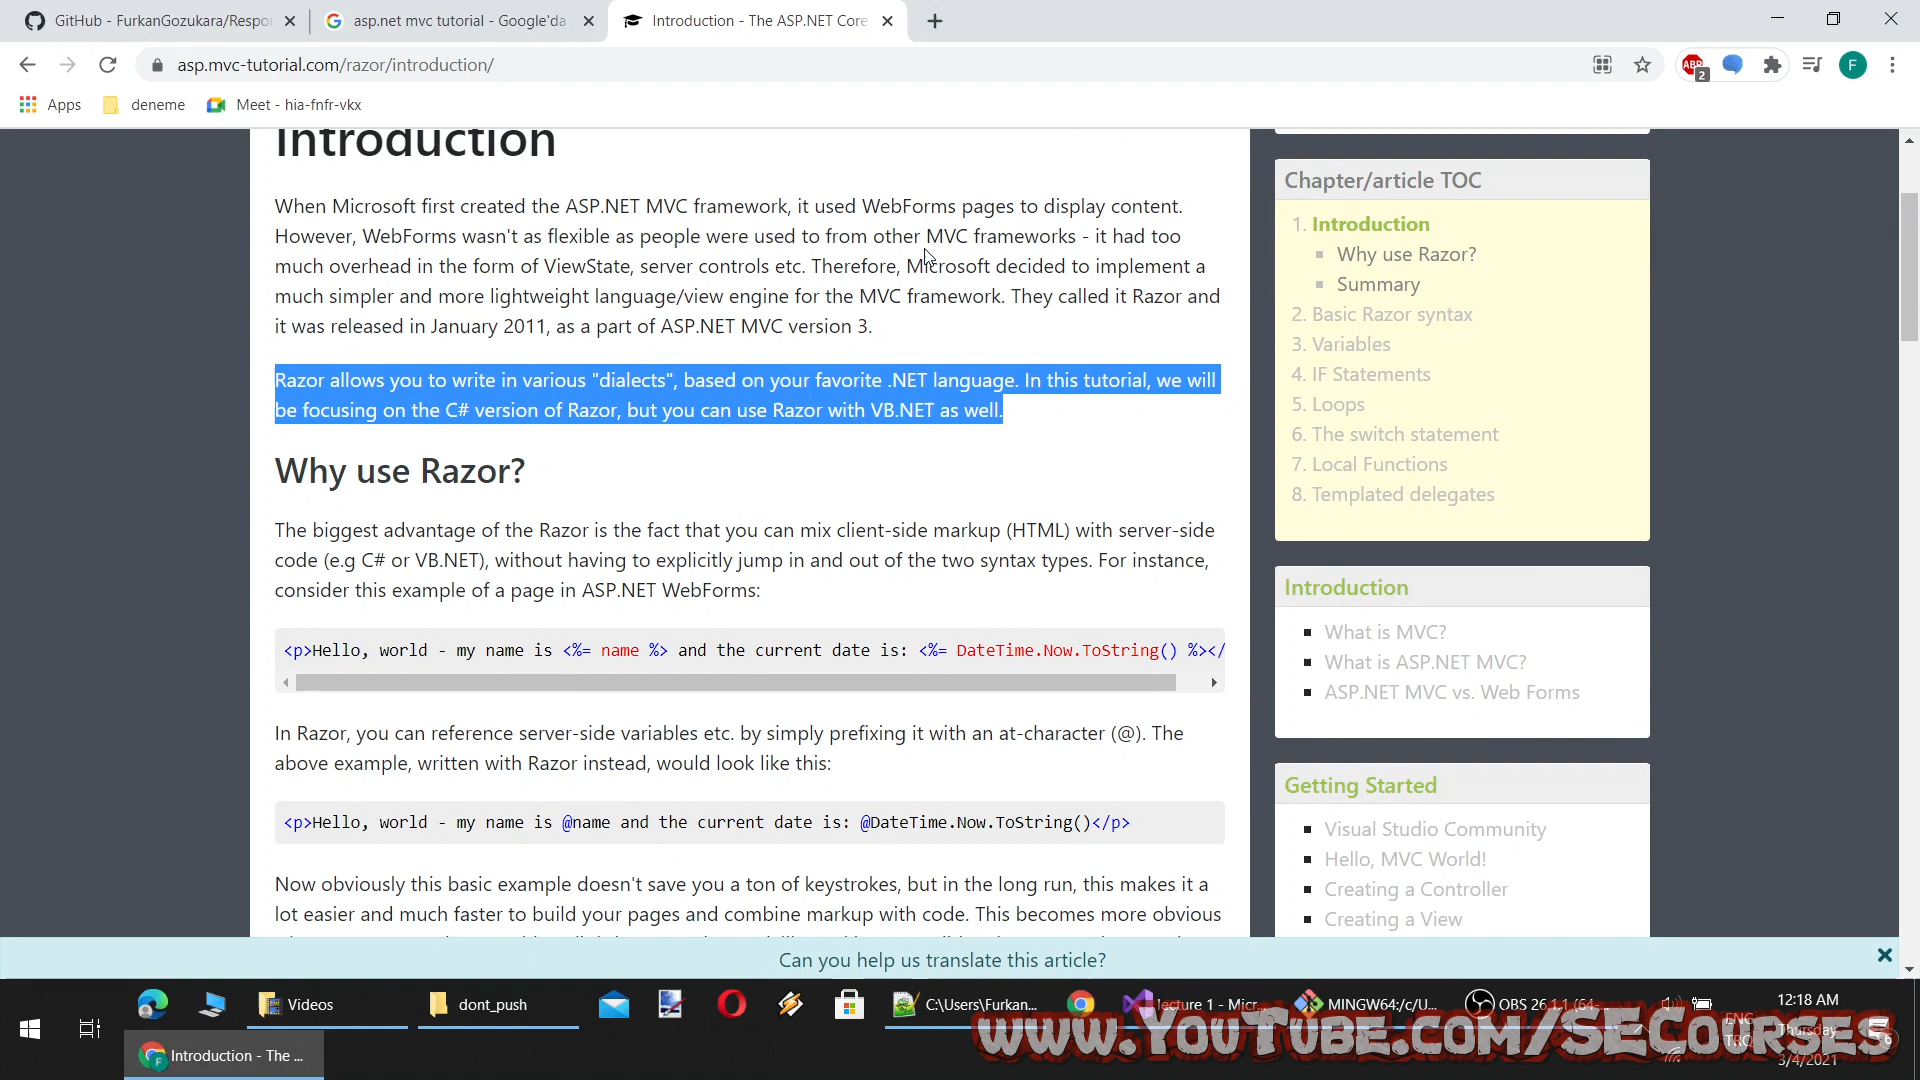 GitHub - FurkanGozukara/Respon
asp.net mvc tutorial - Google'da
Introduction - The ASP.NET Core
asp.mvc-tutorial.com/razor/introduction/
ABP
2
F
Apps
deneme
Meet - hia-fnfr-vkx
Introduction
When Microsoft first created the ASP.NET MVC framework, it used WebForms pages to display content.
However, WebForms wasn't as flexible as people were used to from other MVC frameworks - it had too
much overhead in the form of ViewState, server controls etc. Therefore, Microsoft decided to implement a
much simpler and more lightweight language/view engine for the MVC framework. They called it Razor and
it was released in January 2011, as a part of ASP.NET MVC version 3.
Razor allows you to write in various "dialects", based on your favorite .NET language. In this tutorial, we will
be focusing on the C# version of Razor, but you can use Razor with VB.NET as well.
Why use Razor?
The biggest advantage of the Razor is the fact that you can mix client-side markup (HTML) with server-side
code (e.g C# or VB.NET), without having to explicitly jump in and out of the two syntax types. For instance,
consider this example of a page in ASP.NET WebForms:
<p>Hello, world - my name is <%= name %> and the current date is: <%= DateTime.Now.ToString() %></
In Razor, you can reference server-side variables etc. by simply prefixing it with an at-character (@). The
above example, written with Razor instead, would look like this:
<p>Hello, world - my name is @name and the current date is: @DateTime.Now.ToString()</p>
Now obviously this basic example doesn't save you a ton of keystrokes, but in the long run, this makes it a
lot easier and much faster to build your pages and combine markup with code. This becomes more obvious
Chapter/article TOC
1. Introduction
Why use Razor?
Summary
2. Basic Razor syntax
3. Variables
4. IF Statements
5. Loops
6. The switch statement
7. Local Functions
8. Templated delegates
Introduction
What is MVC?
What is ASP.NET MVC?
ASP.NET MVC vs. Web Forms
Getting Started
Visual Studio Community
Hello, MVC World!
Creating a Controller
Creating a View
Can you help us translate this article?
Videos
dont_push
C:\Users\Furkan...
lecture 1 - Micr...
MINGW64:/c/U...
OBS 26.1.1 (64-...
12:18 AM
ENG
Thursday
TRQ
3/4/2021
6
Introduction - The ...
www.YouTube.com/SECourses